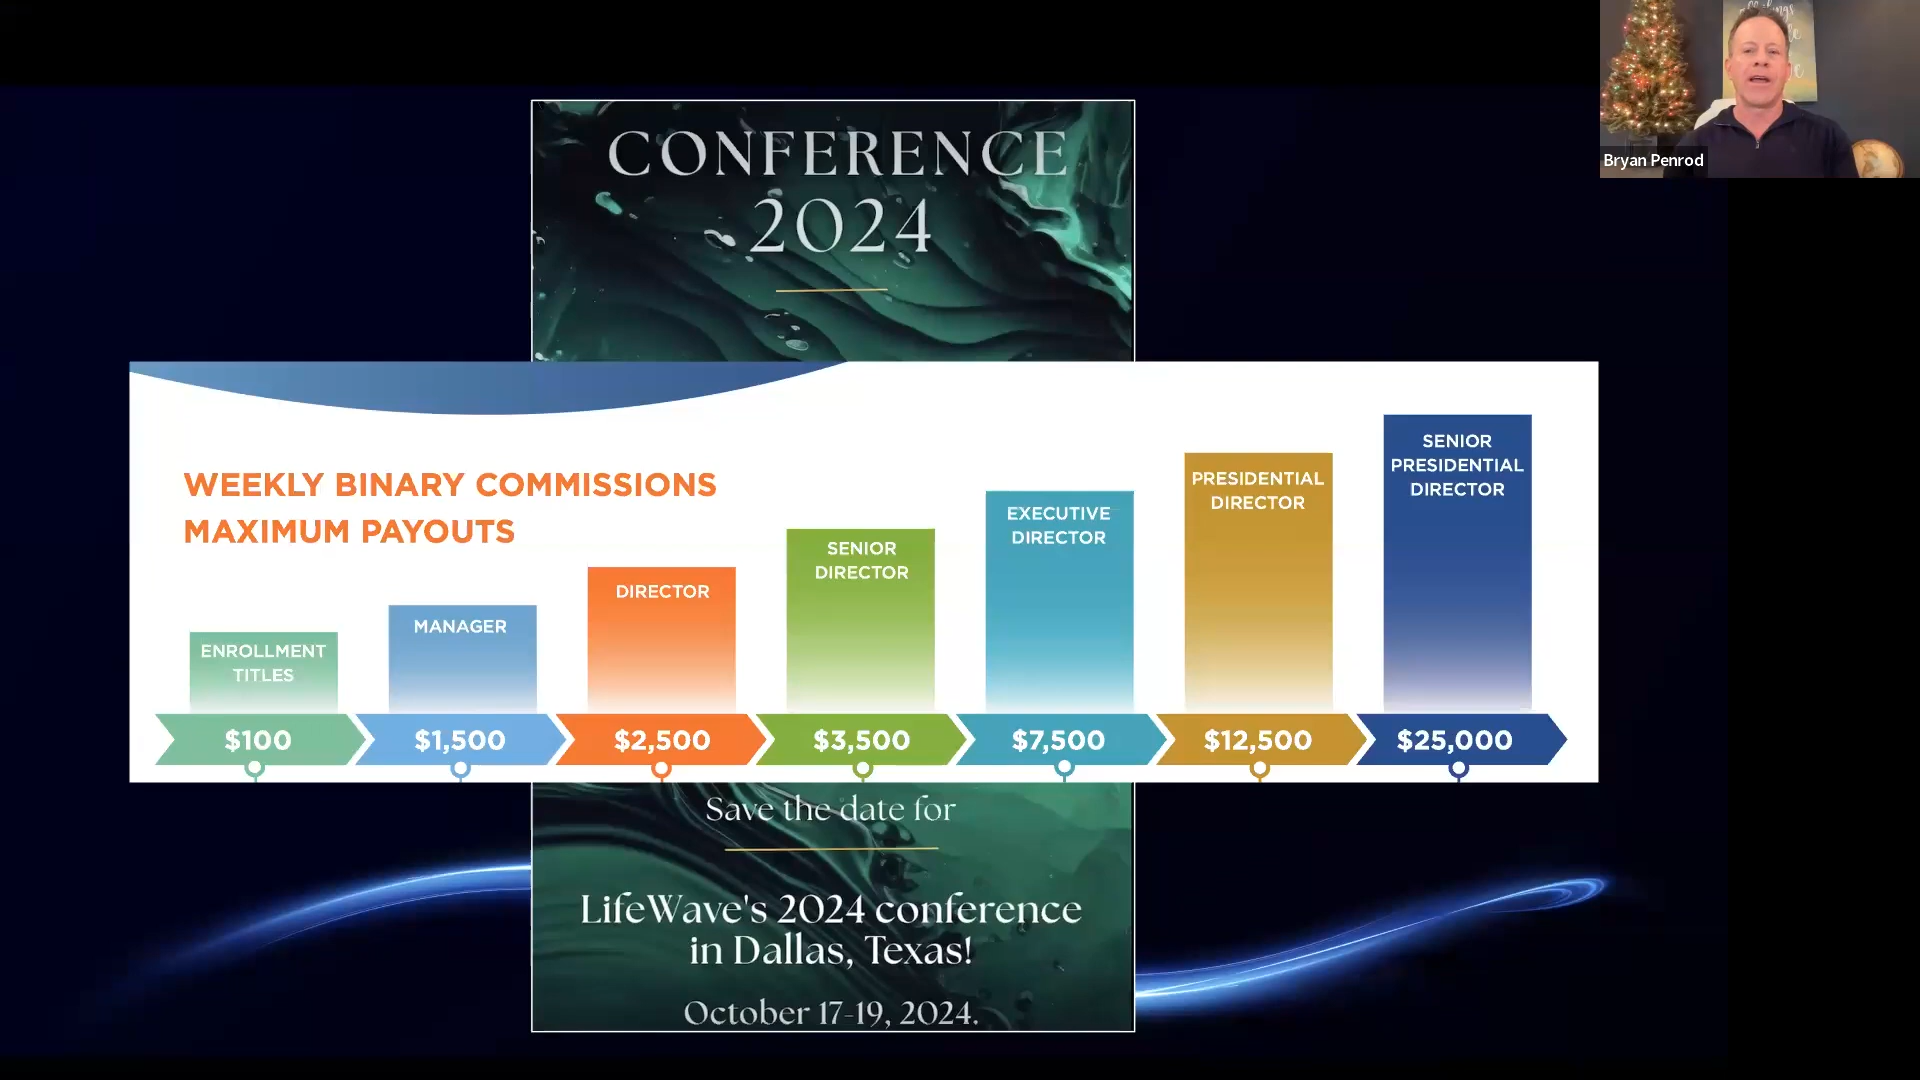 CONFERENCE
2024
Bryan Penrod
WEEKLY BINARY COMMISSIONS
MAXIMUM PAYOUTS
ENROLLMENT
TITLES
$100
MANAGER
$1,500
DIRECTOR
$2,500
SENIOR
DIRECTOR
$3,500
EXECUTIVE
DIRECTOR
$7,500
PRESIDENTIAL
DIRECTOR
$12,500
SENIOR
PRESIDENTIAL
DIRECTOR
$25,000
Save the date for
LifeWave's 2024 conference
in Dallas, Texas!
October 17-19, 2024.